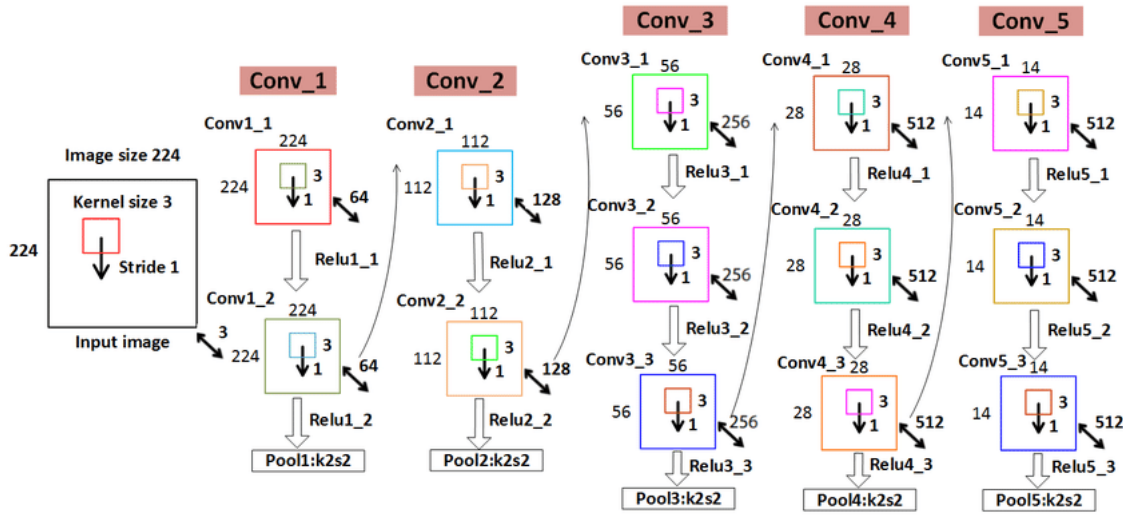 Image size 224
224
Kernel size 3
Stride 1
Input image
3
Conv_1
Conv1_1
224
224
3
1
64
Relu1_1
Conv1_2
224
224
3
1
64
Relu1_2
Pool1:k2s2
Conv_2
Conv2_1
112
112
3
1
128
Relu2_1
Conv2_2
112
112
3
1
128
Relu2_2
Pool2:k2s2
Conv_3
Conv3_1
56
56
3
1
256
Relu3_1
Conv3_2
56
56
3
1
256
Relu3_2
Conv3_3
56
56
3
1
256
Relu3_3
Pool3:k2s2
Conv_4
Conv4_1
28
28
3
1
512
Relu4_1
Conv4_2
28
28
3
1
512
Relu4_2
Conv4_3
28
28
3
1
512
Relu4_3
Pool4:k2s2
Conv_5
Conv5_1
14
14
3
1
512
Relu5_1
Conv5_2
14
14
3
1
512
Relu5_2
Conv5_3
14
14
3
1
512
Relu5_3
Pool5:k2s2